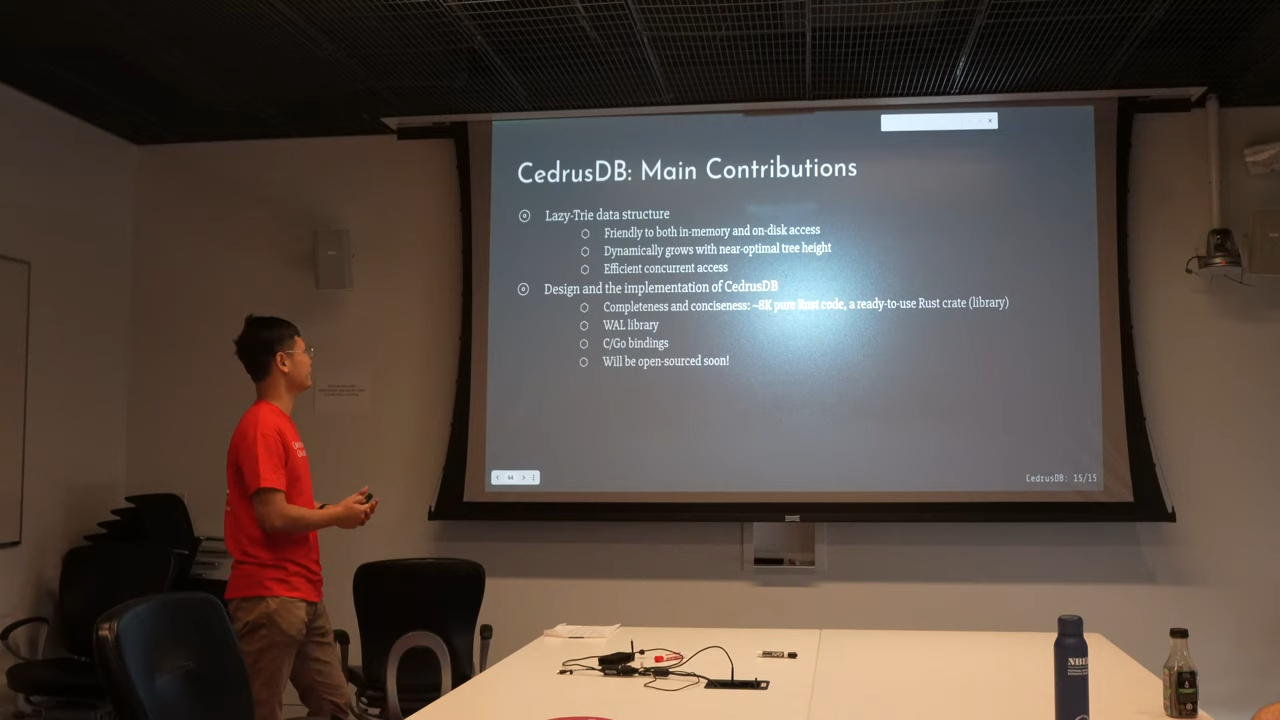 CedrusDB: Main Contributions
Lazy-Trie data structure
Friendly to both in-memory and on-disk access
Dynamically grows with near-optimal tree height
Efficient concurrent access
Design and the implementation of CedrusDB
Completeness and conciseness: ~8K pure Rust code, a ready-to-use Rust crate (library)
WAL library
C/Go bindings
Will be open-sourced soon!
CedrusDB: 15/15